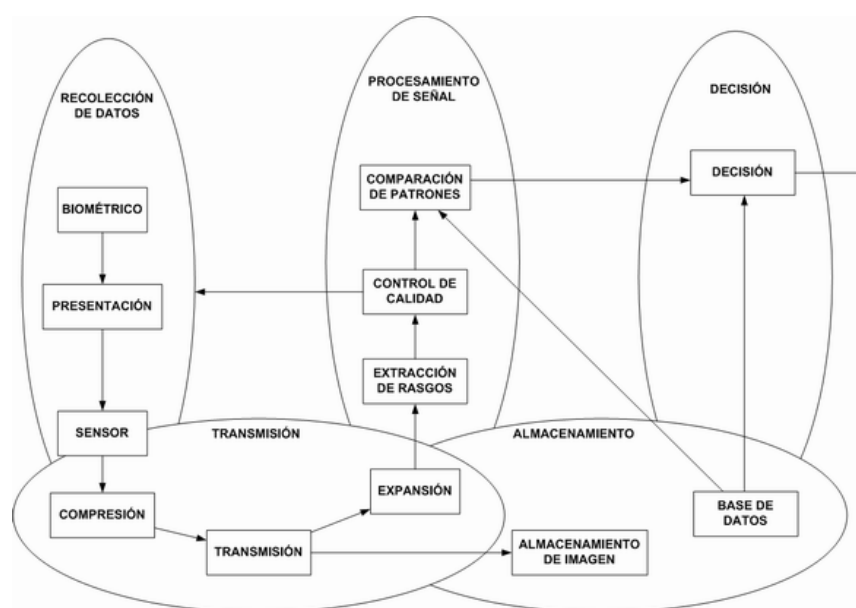 RECOLECCIÓN
DE DATOS
BIOMÉTRICO
PRESENTACIÓN
SENSOR
PROCESAMIENTO
DE SEÑAL
COMPARACIÓN
DE PATRONES
CONTROL DE
CALIDAD
EXTRACCIÓN
DE RASGOS
DECISIÓN
DECISIÓN
TRANSMISIÓN
COMPRESIÓN
TRANSMISIÓN
EXPANSIÓN
ALMACENAMIENTO
BASE DE
DATOS
ALMACENAMIENTO
DE IMAGEN